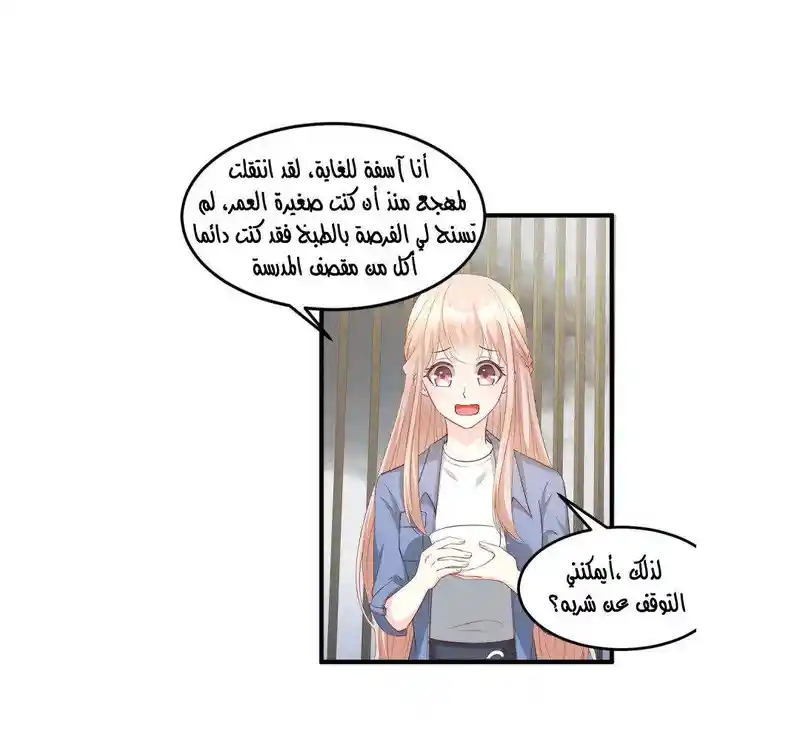 أنا آسفة للغاية، لقد انتقلت
لمهجع منذ أن كنت صغيرة العمر، لم
تسنح لي الفرصة بالطبخ فقد كنت دائما
أكل من مقصف المدرسة
لذلك ،أيمكنني
التوقف عن شربه؟